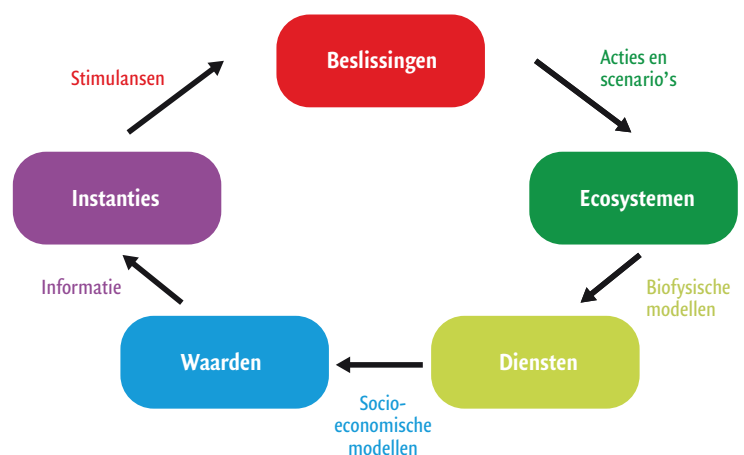 Beslissingen
Acties en
scenario's
Ecosystemen
Biofysische
modellen
Diensten
Socio-
economische
modellen
Waarden
Informatie
Instanties
Stimulansen